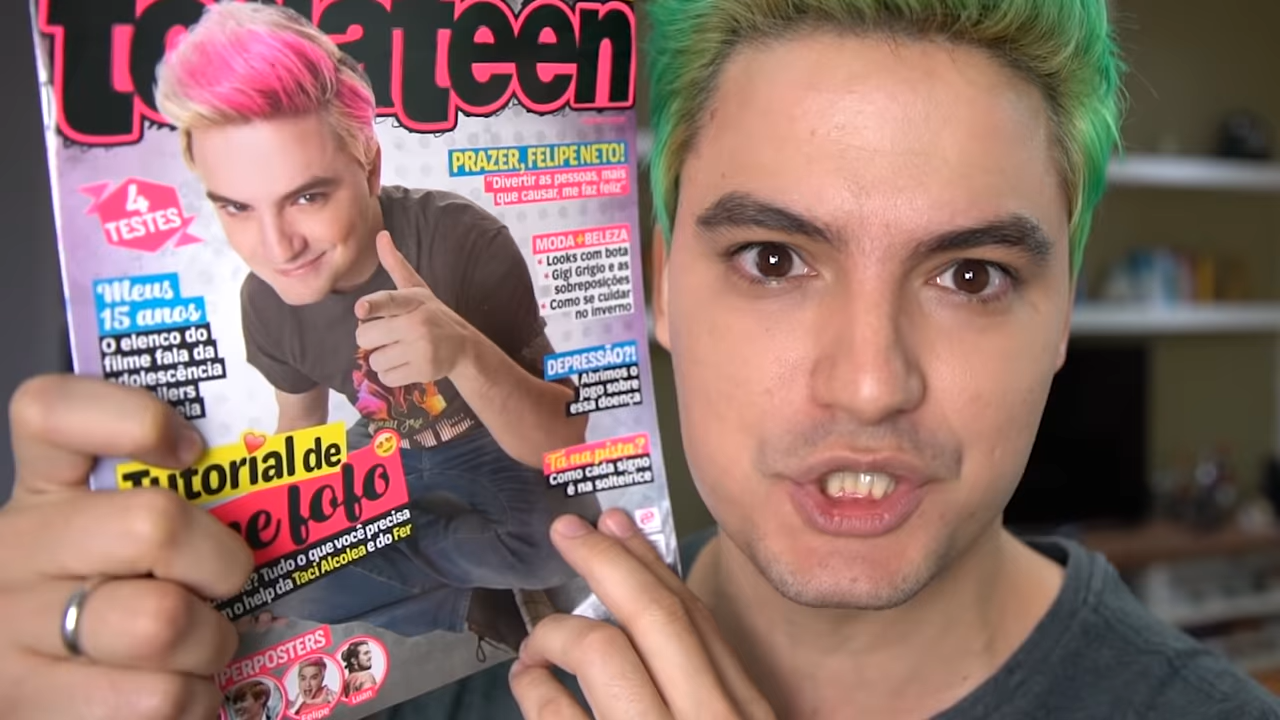 teen
PRAZER, FELIPE NETO!
"Divertir as pessoas, mais
que causar, me faz feliz"
4
TESTES
MODA+BELEZA
Looks com bota
Gigi Grigio e as
sobreposições
Como se cuidar
no inverno
Meus
15 anos
O elenco do
filme fala da
adolescência
DEPRESSÃO?!
Abrimos o
jogo sobre
essa doença
Tutorial de
fofo
Tudo o que você precisa
o help da Taci Alcolea e do Fer
Tá na pista?
Como cada signo
é na solteirice
PERPOSTERS
Felipe
Luan